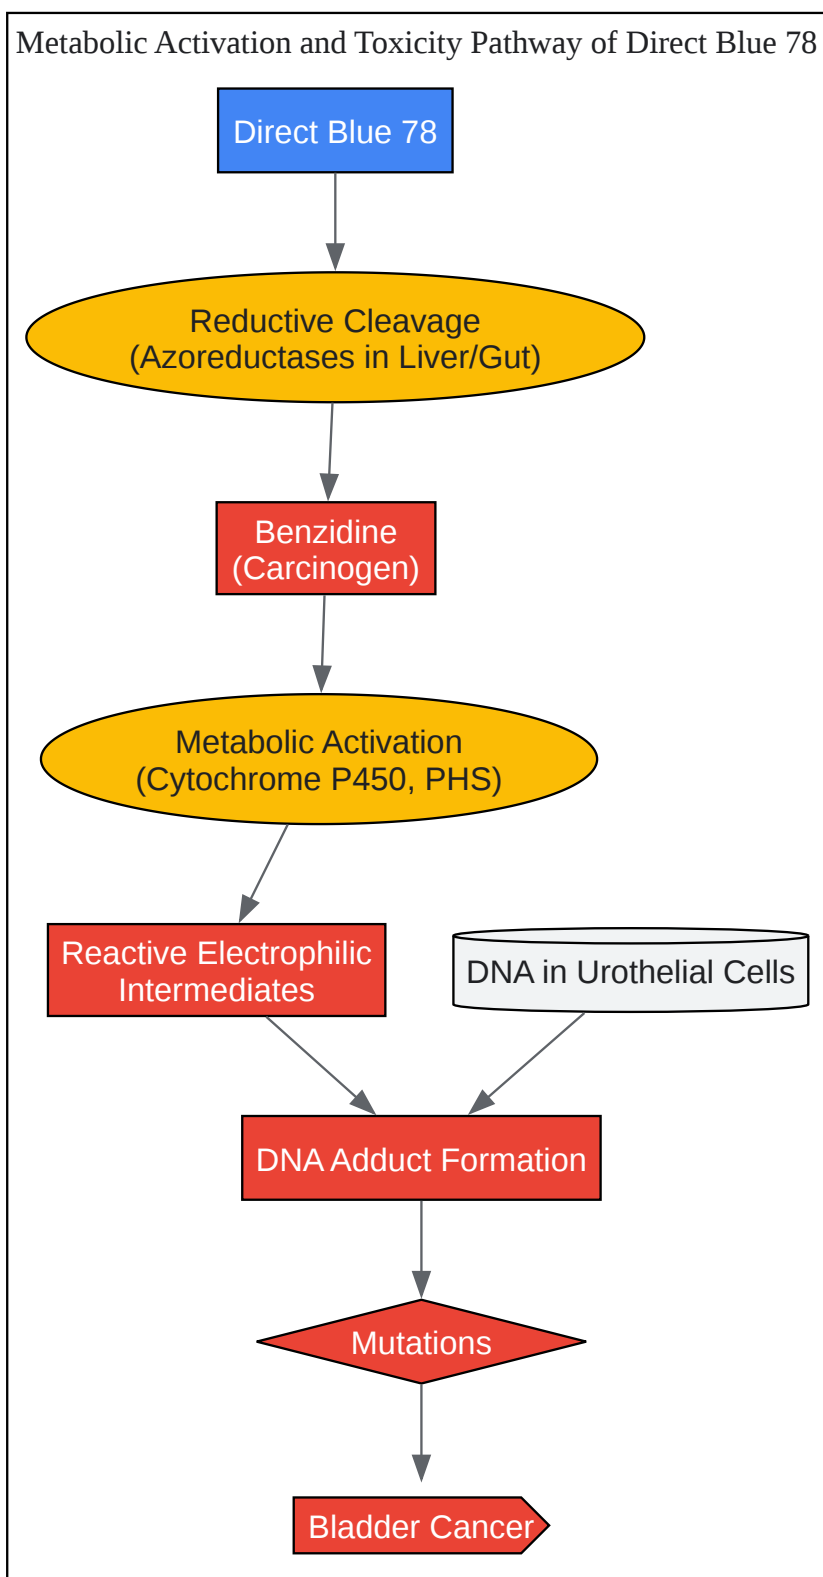 Metabolic Activation and Toxicity Pathway of Direct Blue 78
Direct Blue 78
Reductive Cleavage
(Azoreductases in Liver/Gut)
Benzidine
(Carcinogen)
Metabolic Activation
(Cytochrome P450, PHS)
Reactive Electrophilic
Intermediates
DNA in Urothelial Cells
DNA Adduct Formation
Mutations
Bladder Cancer